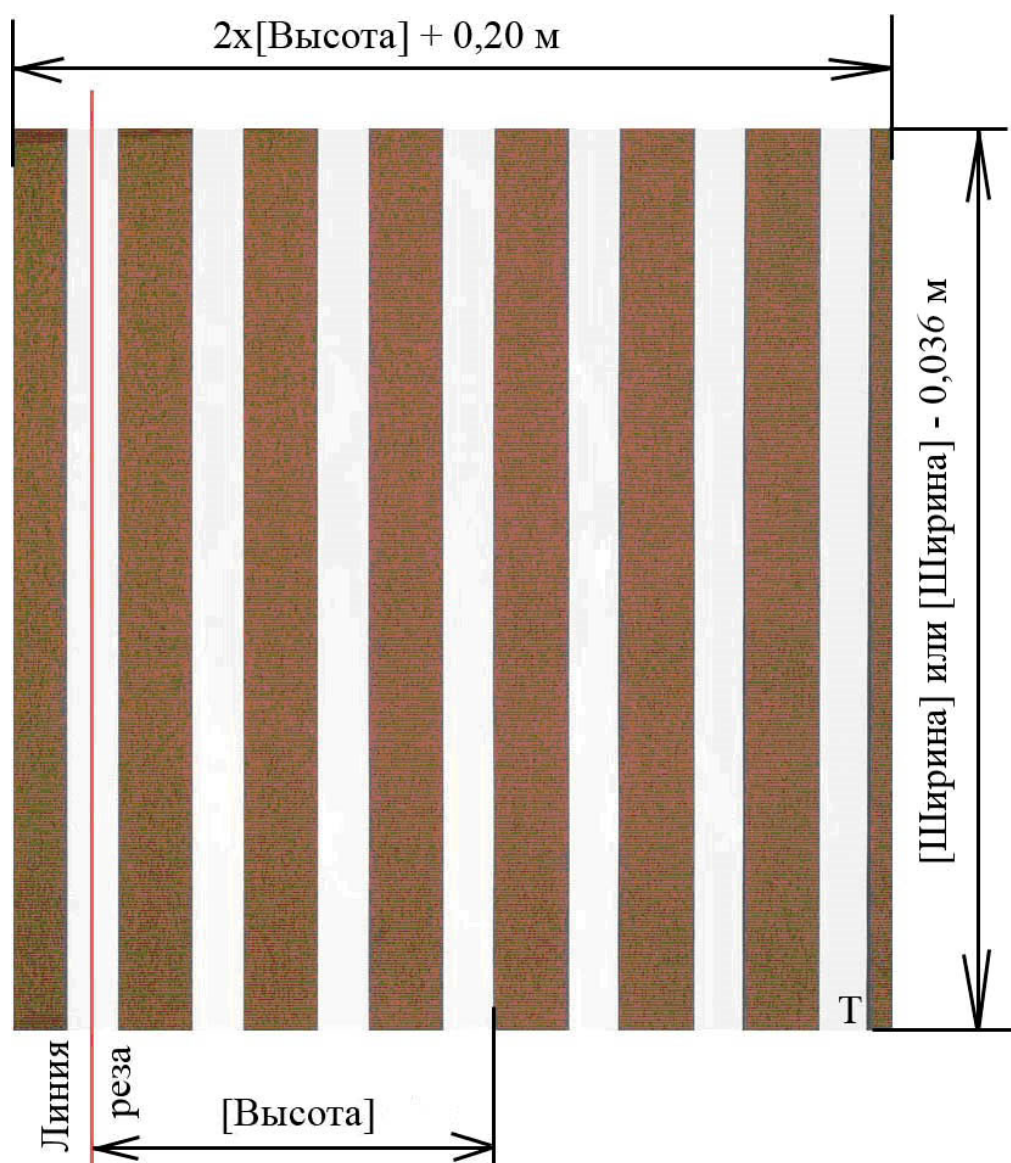 2x[Высота] + 0,20 м
[Ширина] или [Ширина] - 0,036 м
T
Линия
реза
[Высота]